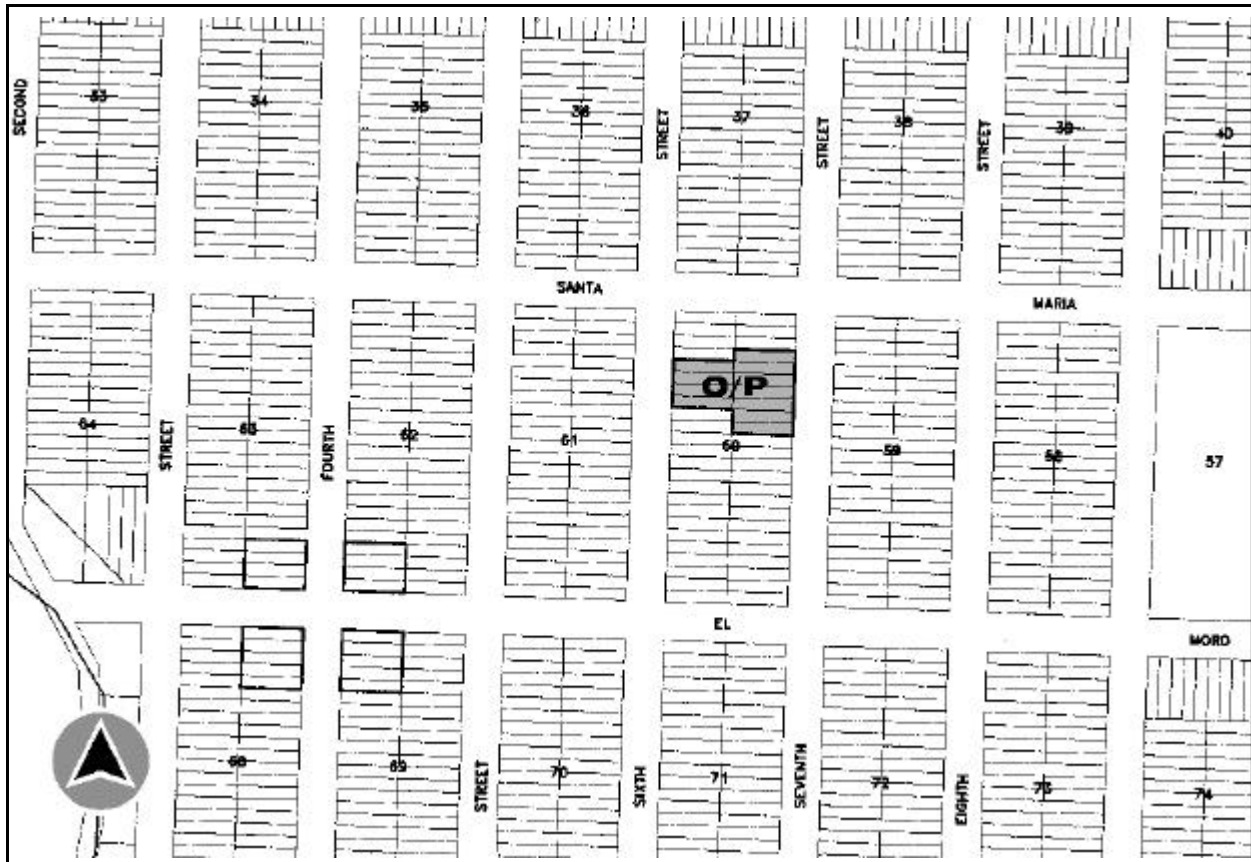 SECOND
33
34
35
36
STREET
37
STREET
38
STREET
39
40
SANTA
MARIA
64
STREET
63
FOURTH
62
61
O/P
60
59
58
57
EL
MORO
68
69
STREET
70
SIXTH
71
SEVENTH
72
EIGHTH
73
74